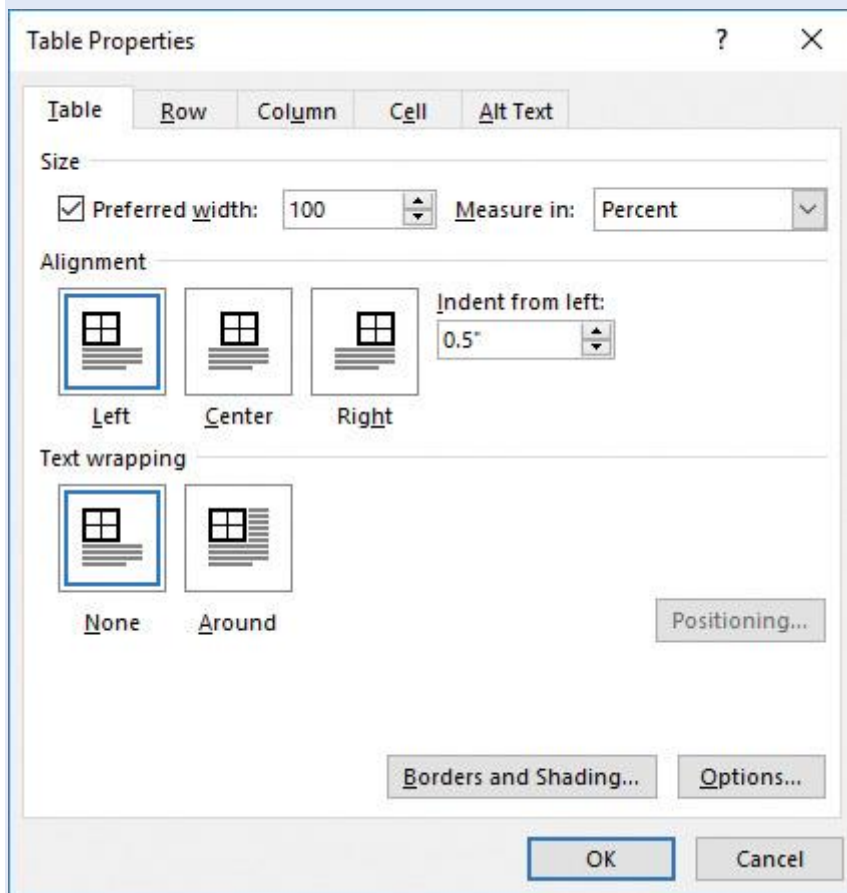 Table Properties ? X
Table Row Column Cell Alt Text
Size
Preferred width: 100 Measure in: Percent
Alignment
Indent from left:
0.5"
Left Center Right
Text wrapping
None Around
Positioning...
Borders and Shading... Options...
OK Cancel